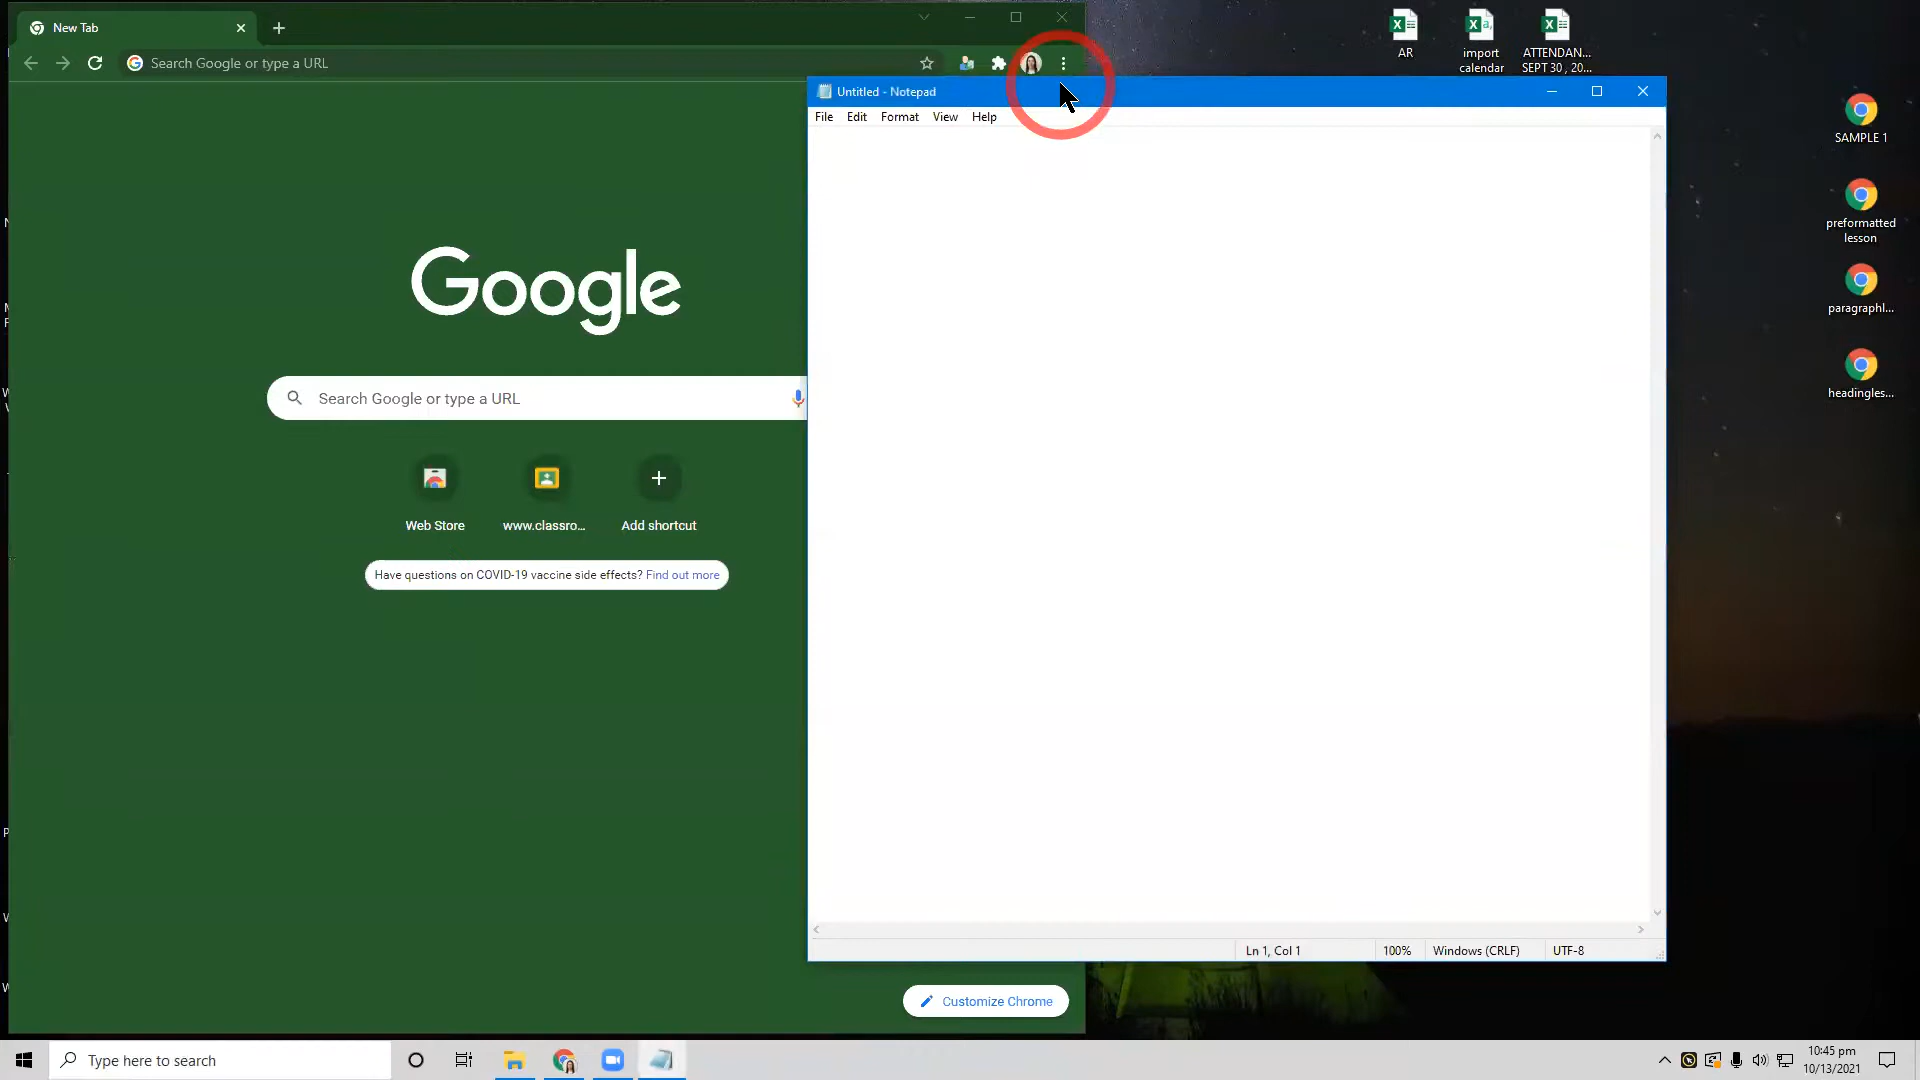 New Tab
Search Google or type a URL
Google
Search Google or type a URL
Web Store
www.classro...
Add shortcut
Have questions on COVID-19 vaccine side effects? Find out more
Customize Chrome
Untitled - Notepad
File Edit Format View Help
Ln 1, Col 1 100% Windows (CRLF) UTF-8
AR
import
calendar
ATTENDAN...
SEPT 30 , 20...
SAMPLE 1
preformatted
lesson
paragraphl...
headingles...
Type here to search
10:45 pm
10/13/2021